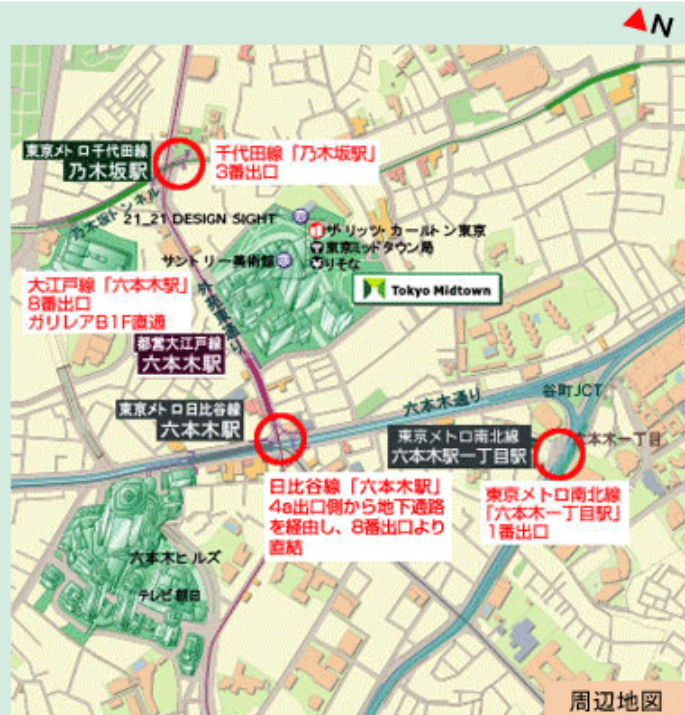 N
東京メトロ千代田線
乃木坂駅
千代田線「乃木坂駅」
3番出口
乃木坂トンネル
21_21 DESIGN SIGHT
ザ・リッツ・カールトン東京
東京ミッドタウン局
りそな
サントリー美術館
Tokyo Midtown
大江戸線「六本木駅」
8番出口
ガリレアB1F直通
外苑東通り
都営大江戸線
六本木駅
東京メトロ日比谷線
六本木駅
六本木通り
谷町JCT
東京メトロ南北線
六本木駅一丁目駅
六本木一丁目
日比谷線「六本木駅」
4a出口側から地下通路
を経由し、8番出口より
直結
東京メトロ南北線
「六本木一丁目駅」
1番出口
六本木ヒルズ
テレビ朝日
周辺地図